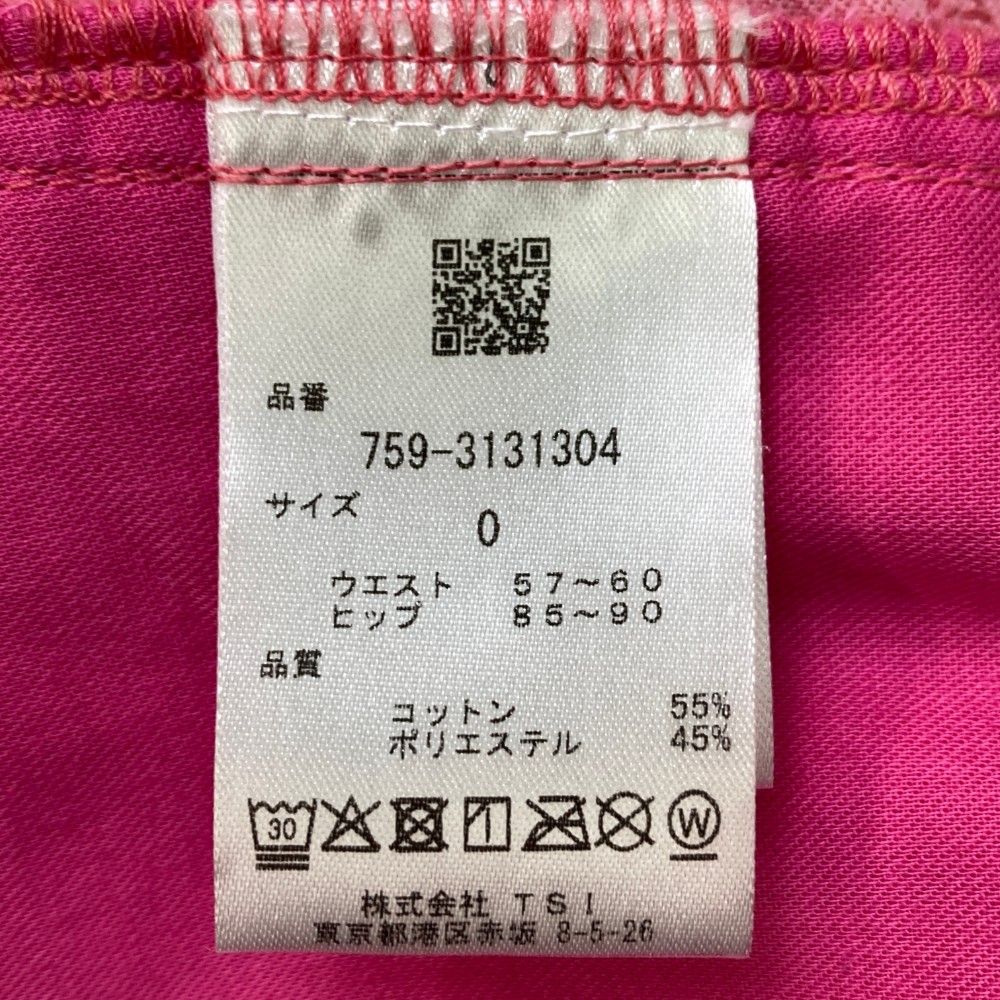 品番
759-3131304
サイズ
0
ウエスト 57~60
ヒップ 85~90
品質
コットン 55%
ポリエステル 45%
30 W
株式会社 TSI
東京都港区赤坂 8-5-26